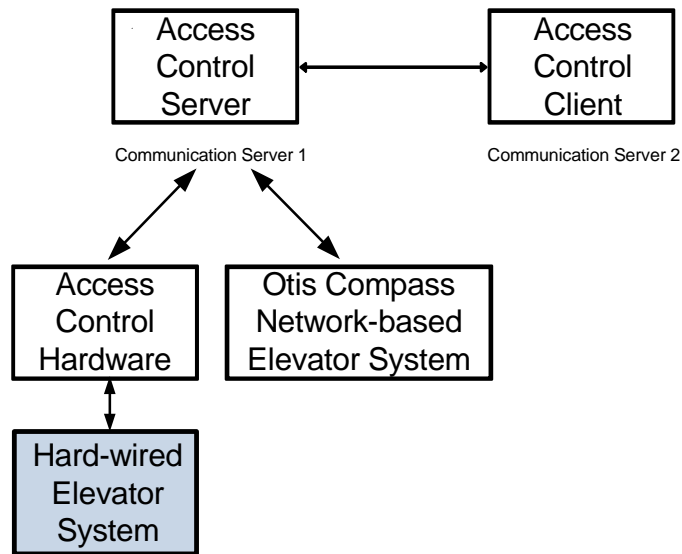 Access
Control
Server
Access
Control
Client
Communication Server 1
Communication Server 2
Access
Control
Hardware
Otis Compass
Network-based
Elevator System
Hard-wired
Elevator
System